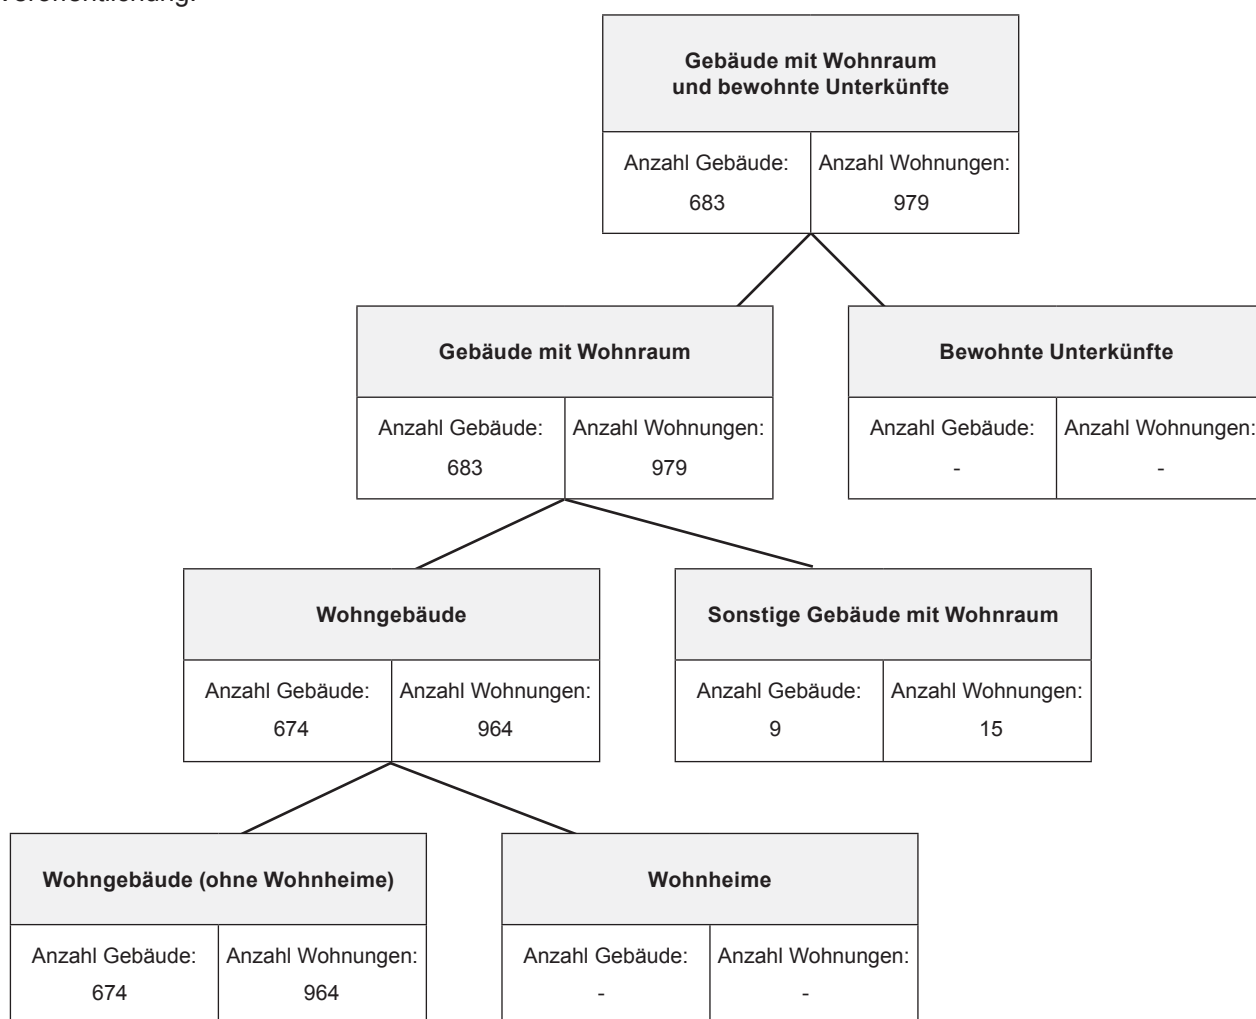 Veröffentlichung.
Gebäude mit Wohnraum
und bewohnte Unterkünfte
Anzahl Gebäude: Anzahl Wohnungen:
683 979
Gebäude mit Wohnraum Bewohnte Unterkünfte
Anzahl Gebäude: Anzahl Wohnungen: Anzahl Gebäude: Anzahl Wohnungen:
683 979 - -
Wohngebäude Sonstige Gebäude mit Wohnraum
Anzahl Gebäude: Anzahl Wohnungen: Anzahl Gebäude: Anzahl Wohnungen:
674 964 9 15
Wohngebäude (ohne Wohnheime) Wohnheime
Anzahl Gebäude: Anzahl Wohnungen: Anzahl Gebäude: Anzahl Wohnungen:
674 964 - -